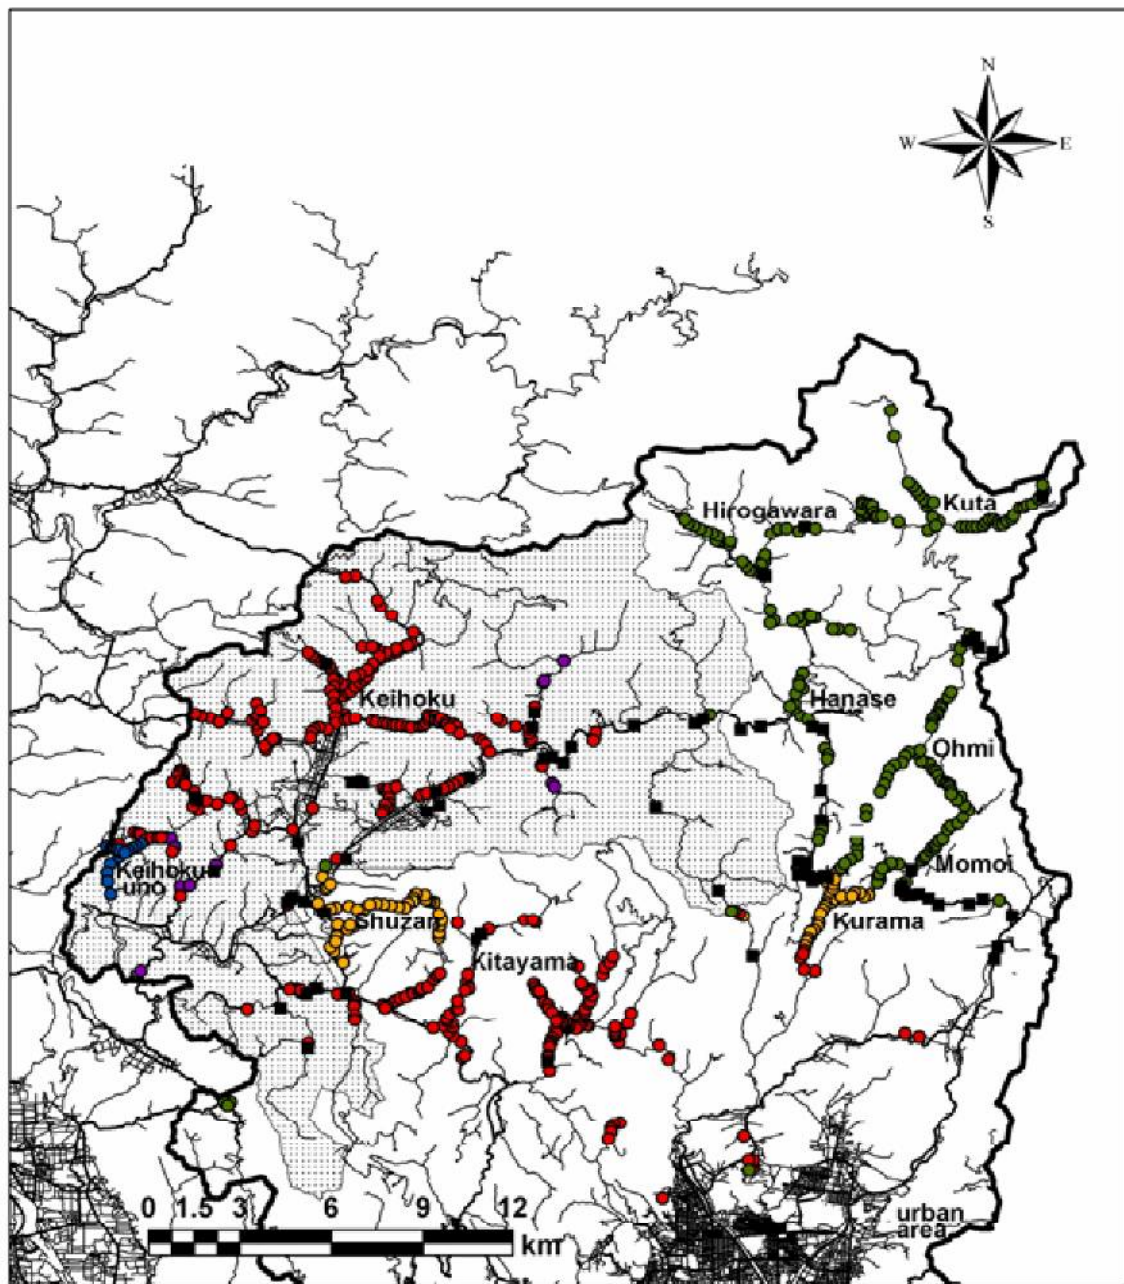 N
W E
S
Hirogawara
Kuta
Keihoku
Hanase
Ohmi
Momoi
Keihoku
uno
Shuzan
Kurama
Kitayama
0 1.5 3 6 9 12
km
urban
area